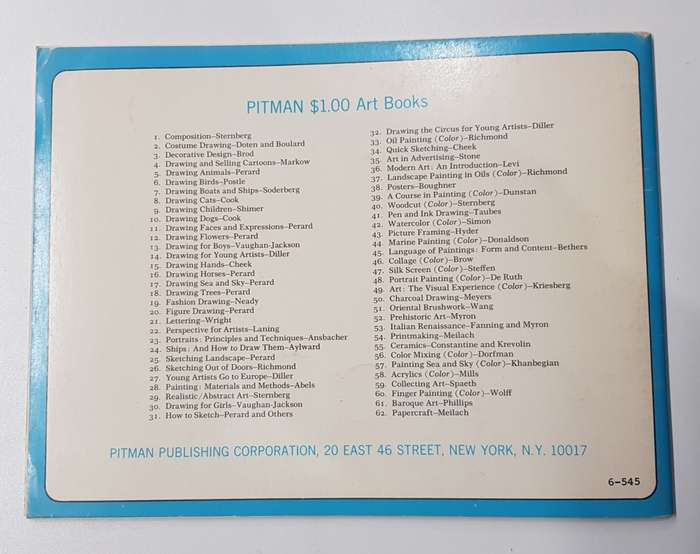 PITMAN $1.00 Art Books
1. Composition–Sternberg
2. Costume Drawing–Doten and Boulard
3. Decorative Design–Brod
4. Drawing and Selling Cartoons–Markow
5. Drawing Animals–Perard
6. Drawing Birds–Postle
7. Drawing Boats and Ships–Soderberg
8. Drawing Cats–Cook
9. Drawing Children–Shimer
10. Drawing Dogs–Cook
11. Drawing Faces and Expressions–Perard
12. Drawing Flowers–Perard
13. Drawing for Boys–Vaughan-Jackson
14. Drawing for Young Artists–Diller
15. Drawing Hands–Cheek
16. Drawing Horses–Perard
17. Drawing Sea and Sky–Perard
18. Drawing Trees–Perard
19. Fashion Drawing–Neady
20. Figure Drawing–Perard
21. Lettering–Wright
22. Perspective for Artists–Laning
23. Portraits: Principles and Techniques–Ansbacher
24. Ships: And How to Draw Them–Aylward
25. Sketching Landscape–Perard
26. Sketching Out of Doors–Richmond
27. Young Artists Go to Europe–Diller
28. Painting: Materials and Methods–Abels
29. Realistic/Abstract Art–Sternberg
30. Drawing for Girls–Vaughan-Jackson
31. How to Sketch–Perard and Others
32. Drawing the Circus for Young Artists–Diller
33. Oil Painting (Color)–Richmond
34. Quick Sketching–Cheek
35. Art in Advertising–Stone
36. Modern Art: An Introduction–Levi
37. Landscape Painting in Oils (Color)–Richmond
38. Posters–Boughner
39. A Course in Painting (Color)–Dunstan
40. Woodcut (Color)–Sternberg
41. Pen and Ink Drawing–Taubes
42. Watercolor (Color)–Simon
43. Picture Framing–Hyder
44. Marine Painting (Color)–Donaldson
45. Language of Paintings: Form and Content–Bethers
46. Collage (Color)–Brow
47. Silk Screen (Color)–Steffen
48. Portrait Painting (Color)–De Ruth
49. Art: The Visual Experience (Color)–Kriesberg
50. Charcoal Drawing–Meyers
51. Oriental Brushwork–Wang
52. Prehistoric Art–Myron
53. Italian Renaissance–Fanning and Myron
54. Printmaking–Meilach
55. Ceramics–Constantine and Krevolin
56. Color Mixing (Color)–Dorfman
57. Painting Sea and Sky (Color)–Khanbegian
58. Acrylics (Color)–Mills
59. Collecting Art–Spaeth
60. Finger Painting (Color)–Wolff
61. Baroque Art–Phillips
62. Papercraft–Meilach
PITMAN PUBLISHING CORPORATION, 20 EAST 46 STREET, NEW YORK, N.Y. 10017
6–545